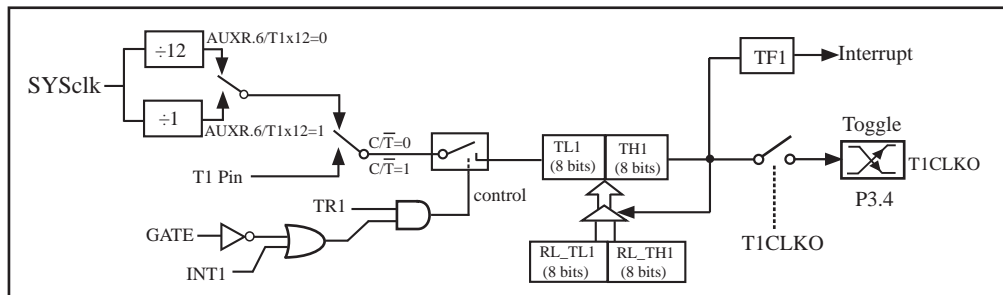 ÷12
AUXR.6/T1x12=0
SYSclk
÷1
AUXR.6/T1x12=1
C/T̅=0
C/T̅=1
T1 Pin
TR1
GATE
INT1
control
TL1
(8 bits)
TH1
(8 bits)
RL_TL1
(8 bits)
RL_TH1
(8 bits)
TF1
Interrupt
Toggle
T1CLKO
P3.4
T1CLKO